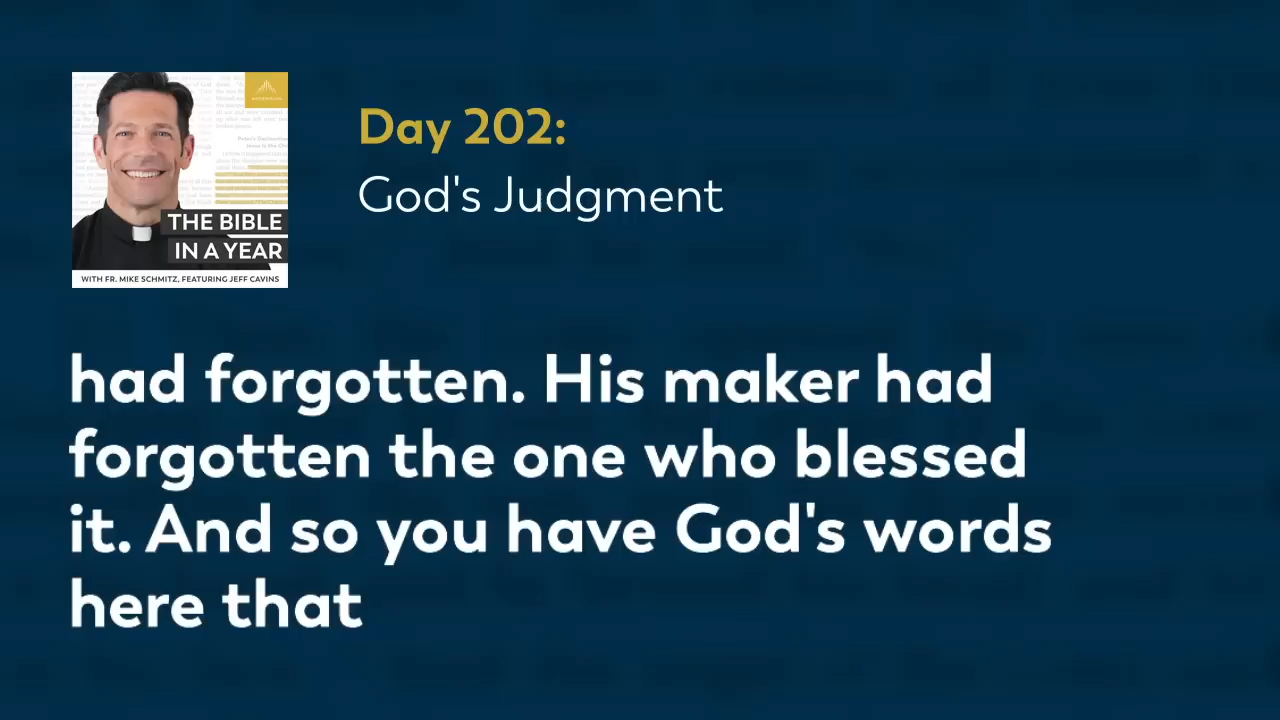 Day 202:
God's Judgment
THE BIBLE
IN A YEAR
WITH FR. MIKE SCHMITZ, FEATURING JEFF CAVINS
had forgotten. His maker had
forgotten the one who blessed
it. And so you have God's words
here that